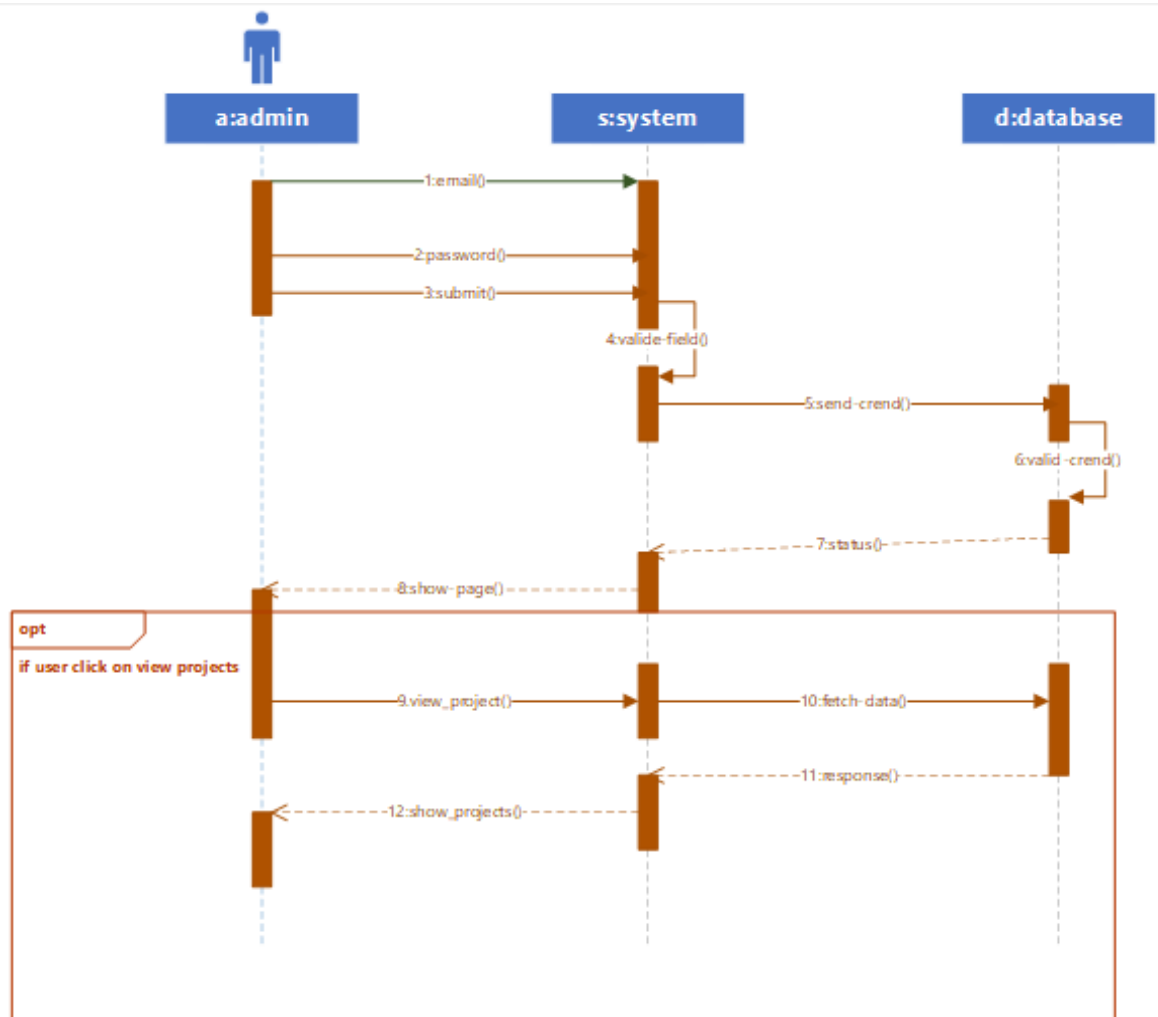 a:admin
s:system
d:database
1:email()
2:password()
3:submit()
4:valide-field()
5:send-crend()
6:valid -crend()
7:status()
8:show-page()
opt
if user click on view projects
9.view_project()
10:fetch-data()
11:response()
12:show_projects()